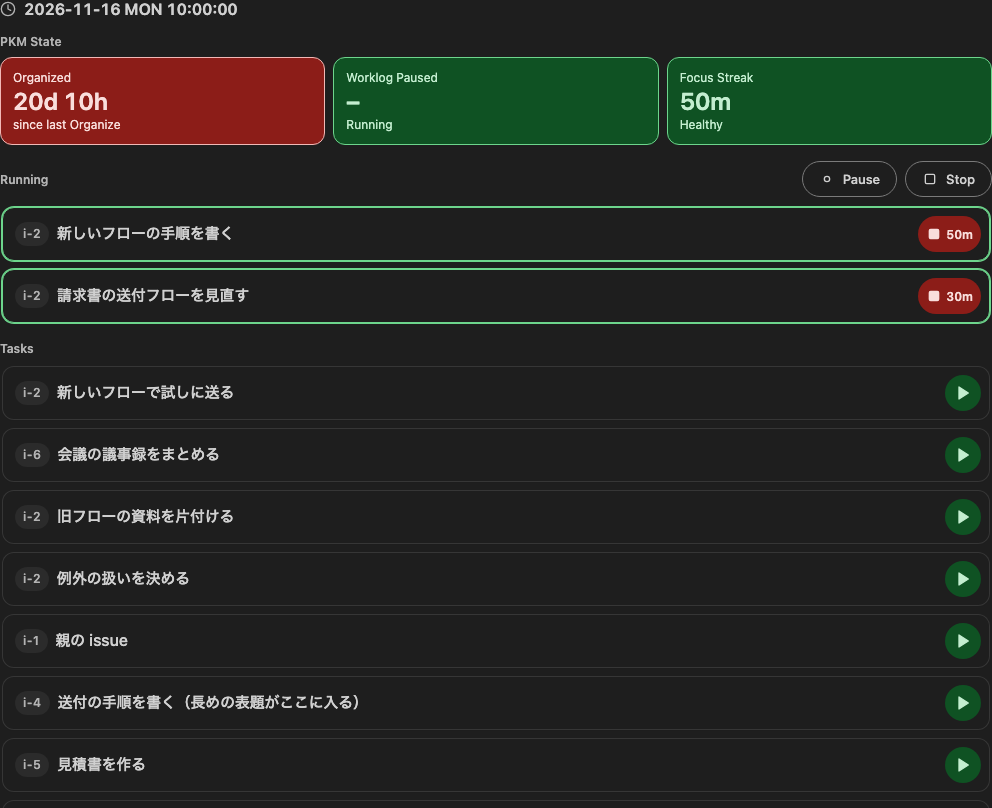 2026-11-16 MON 10:00:00
PKM State
Organized
20d 10h
since last Organize
Worklog Paused
–
Running
Focus Streak
50m
Healthy
Running
Pause
Stop
i-2 新しいフローの手順を書く 50m
i-2 請求書の送付フローを見直す 30m
Tasks
i-2 新しいフローで試しに送る
i-6 会議の議事録をまとめる
i-2 旧フローの資料を片付ける
i-2 例外の扱いを決める
i-1 親の issue
i-4 送付の手順を書く（長めの表題がここに入る）
i-5 見積書を作る